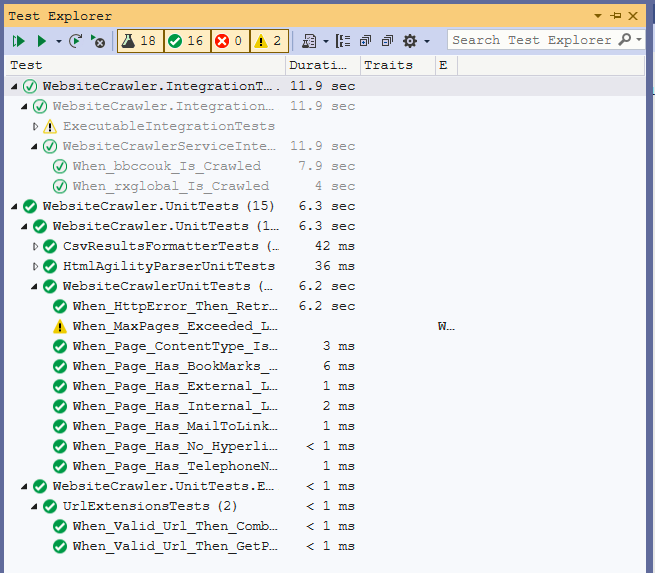 Test Explorer
18 16 0 2 Search Test Explorer
Test Durati... Traits E
WebsiteCrawler.IntegrationT... 11.9 sec
WebsiteCrawler.Integration... 11.9 sec
ExecutableIntegrationTests
WebsiteCrawlerServiceInte... 11.9 sec
When_bbccouk_Is_Crawled 7.9 sec
When_rxglobal_Is_Crawled 4 sec
WebsiteCrawler.UnitTests (15) 6.3 sec
WebsiteCrawler.UnitTests (1... 6.3 sec
CsvResultsFormatterTests (... 42 ms
HtmlAgilityParserUnitTests 36 ms
WebsiteCrawlerUnitTests (... 6.2 sec
When_HttpError_Then_Retr... 6.2 sec
When_MaxPages_Exceeded_L... W...
When_Page_ContentType_Is... 3 ms
When_Page_Has_BookMarks_... 6 ms
When_Page_Has_External_L... 1 ms
When_Page_Has_Internal_L... 2 ms
When_Page_Has_MailToLink... 1 ms
When_Page_Has_No_Hyperli... < 1 ms
When_Page_Has_TelephoneN... 1 ms
WebsiteCrawler.UnitTests.E... < 1 ms
UrlExtensionsTests (2) < 1 ms
When_Valid_Url_Then_Comb... < 1 ms
When_Valid_Url_Then_GetP... < 1 ms